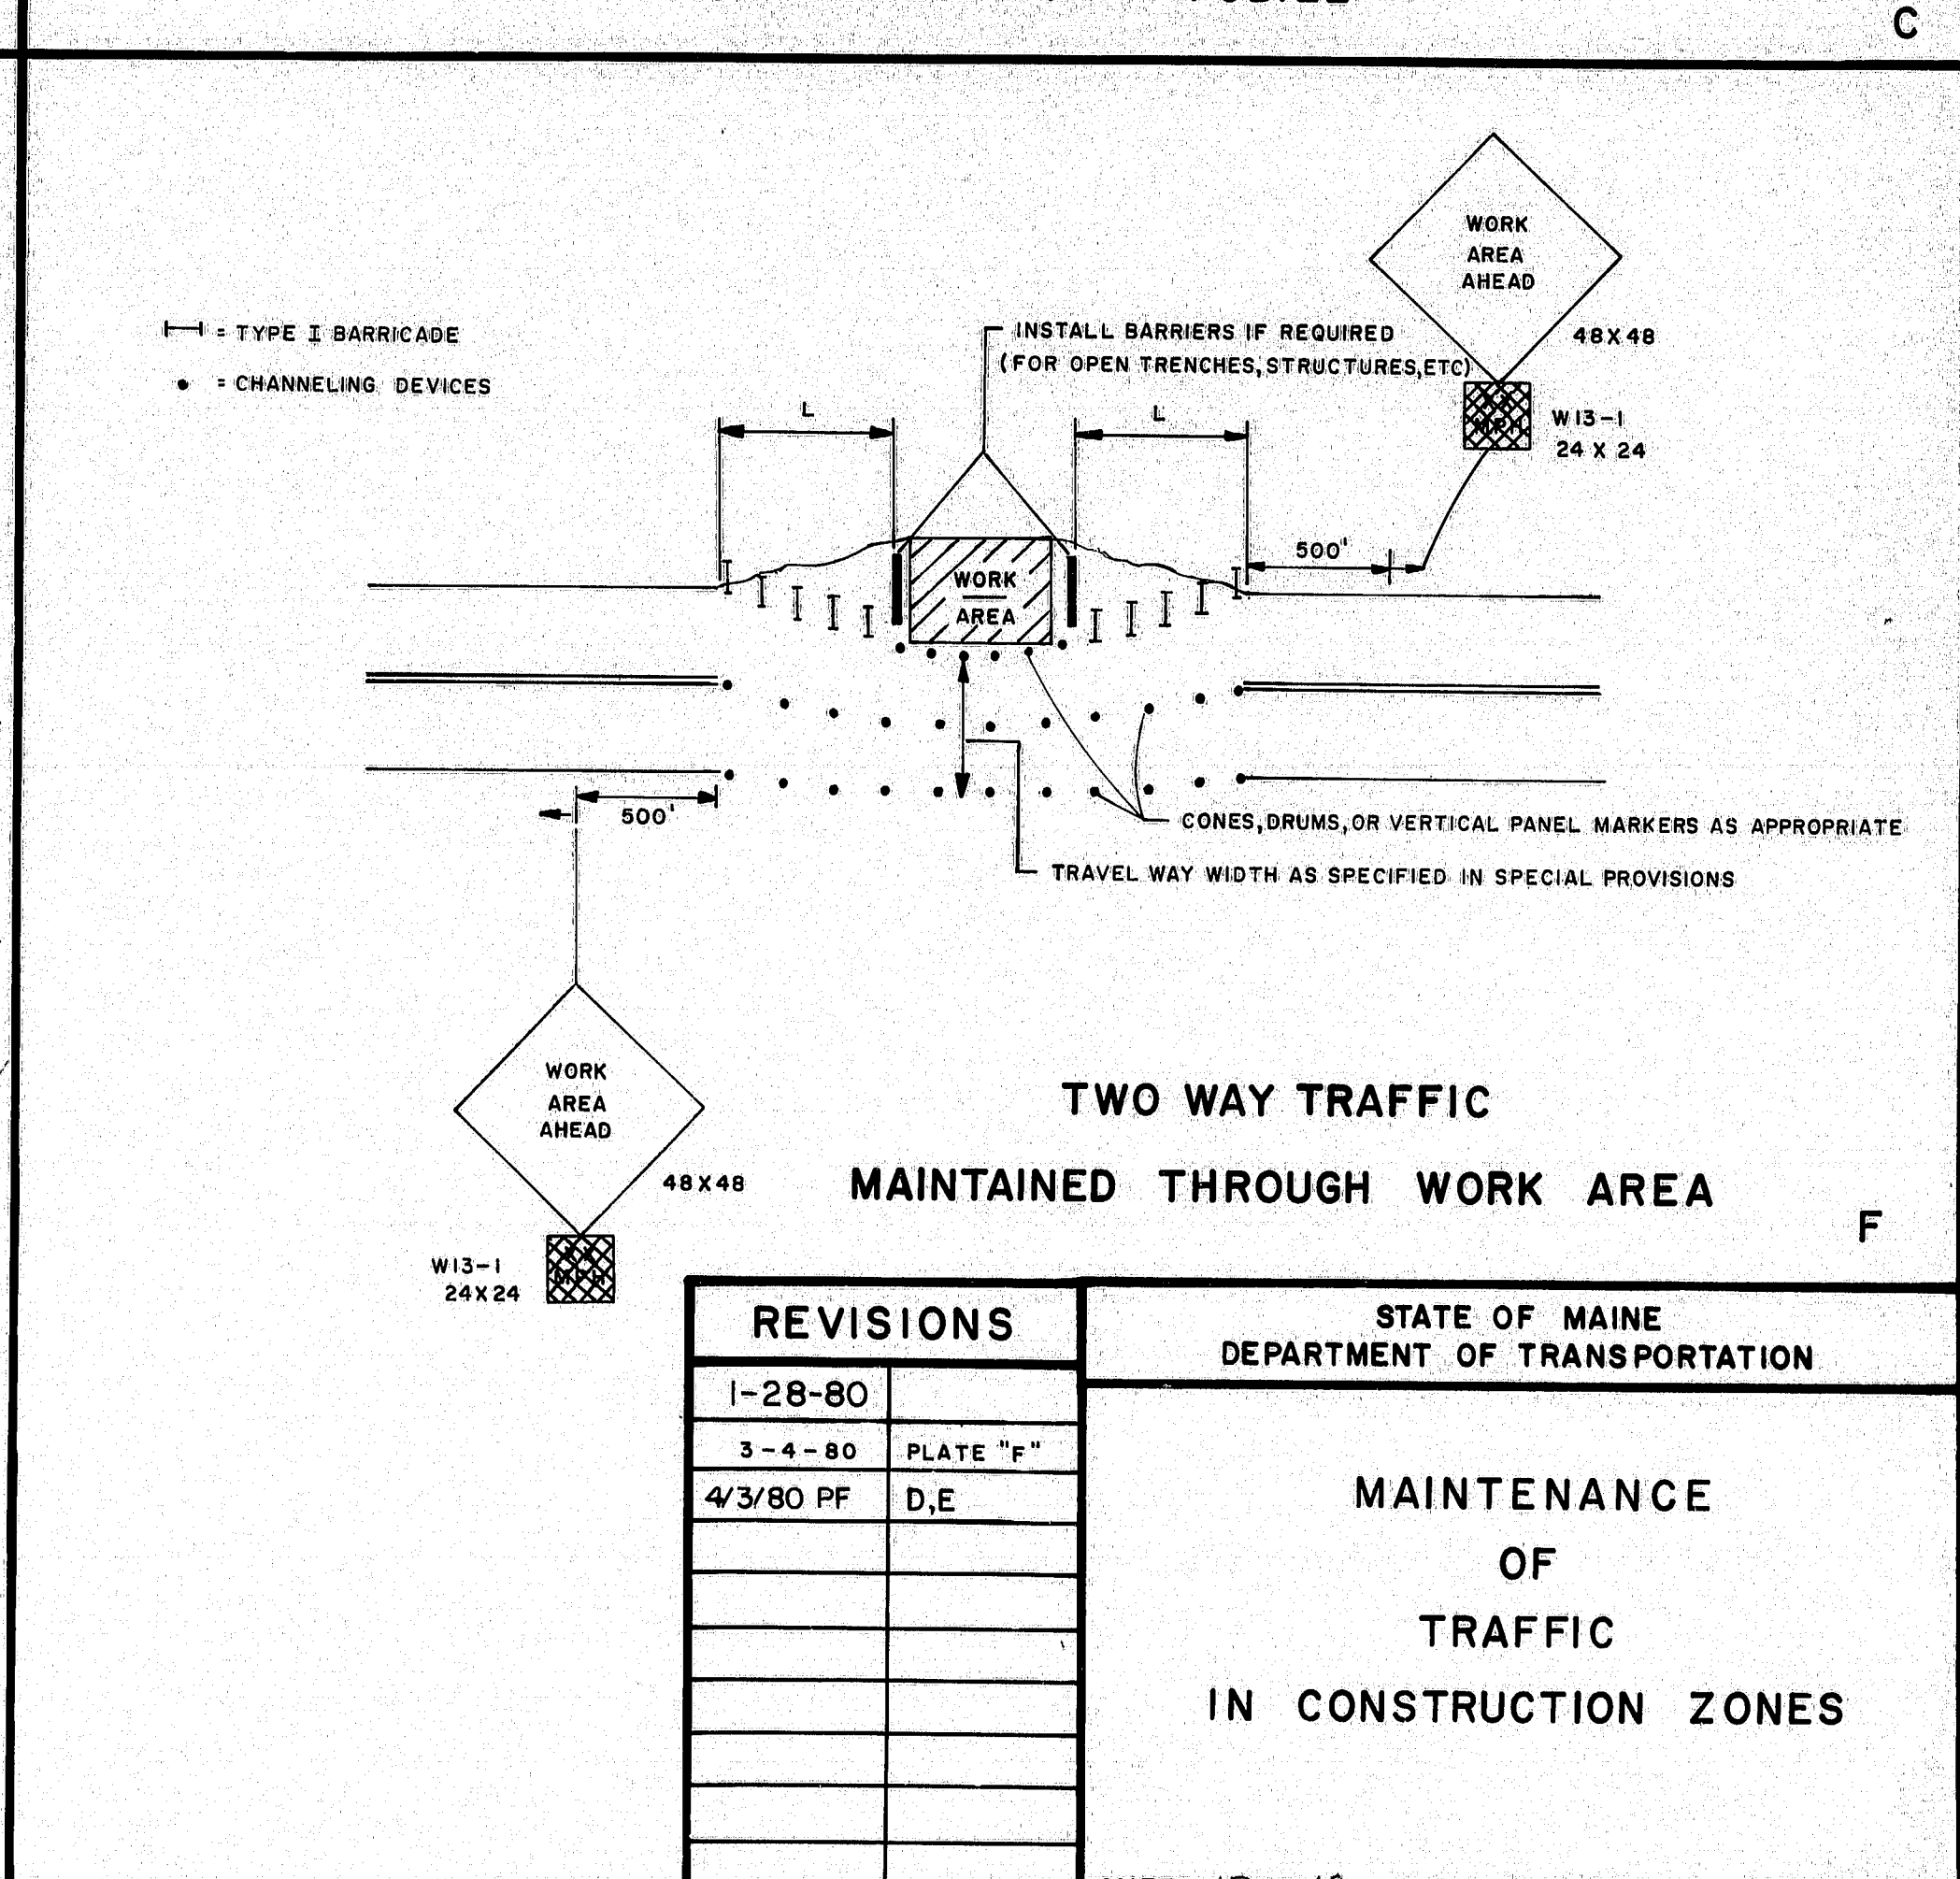 C
WORK
AREA
AHEAD
48X48
W13-1
24 X 24
= TYPE I BARRICADE
= CHANNELING DEVICES
INSTALL BARRIERS IF REQUIRED
(FOR OPEN TRENCHES, STRUCTURES, ETC)
L
L
500'
WORK
AREA
500'
CONES, DRUMS, OR VERTICAL PANEL MARKERS AS APPROPRIATE
TRAVEL WAY WIDTH AS SPECIFIED IN SPECIAL PROVISIONS
WORK
AREA
AHEAD
48X48
W13-1
24X24
TWO WAY TRAFFIC
MAINTAINED THROUGH WORK AREA
F
REVISIONS
1-28-80
3-4-80 PLATE "F"
4/3/80 PF D,E
STATE OF MAINE
DEPARTMENT OF TRANSPORTATION
MAINTENANCE
OF
TRAFFIC
IN CONSTRUCTION ZONES